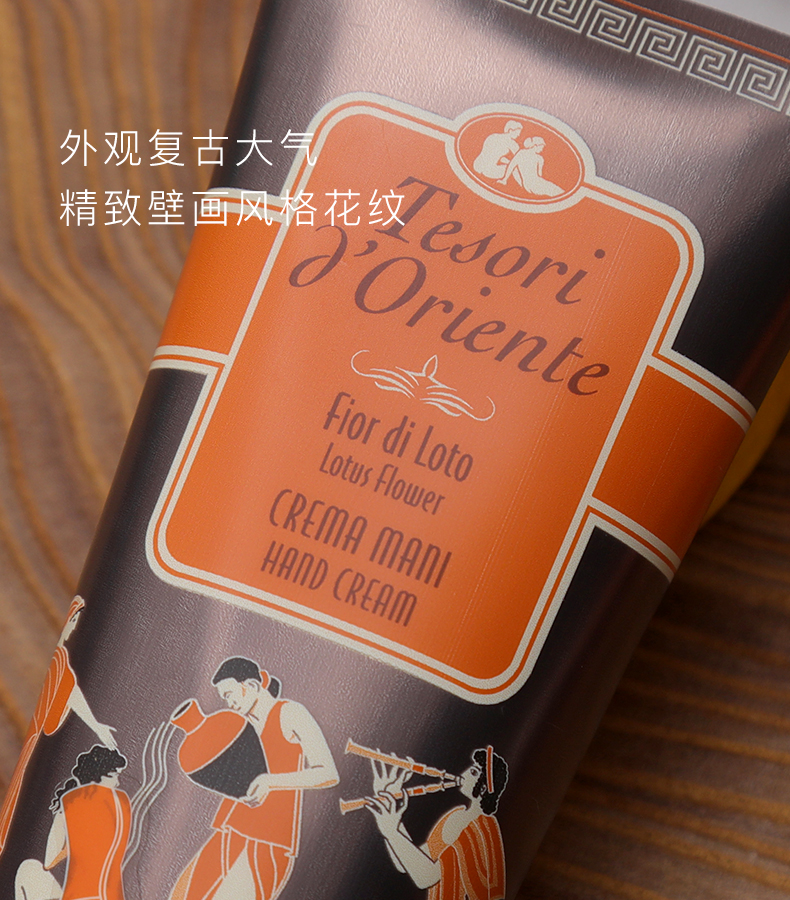 外观复古大气
精致壁画风格花纹
Tesori
d'Oriente
Fior di Loto
Lotus Flower
CREMA MANI
HAND CREAM